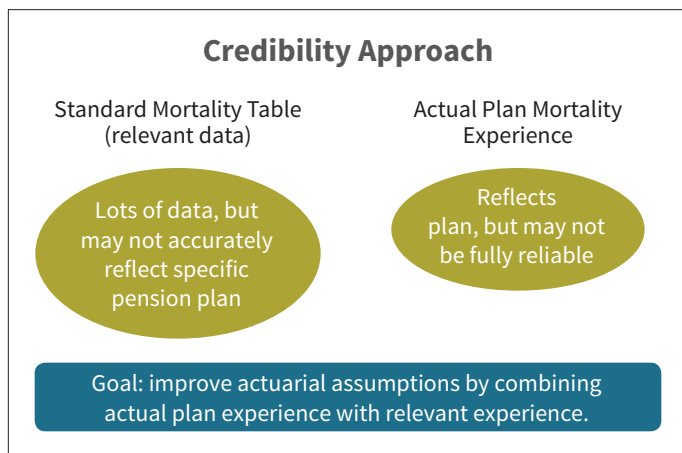 Credibility Approach
Standard Mortality Table
(relevant data)
Lots of data, but
may not accurately
reflect specific
pension plan
Actual Plan Mortality
Experience
Reflects
plan, but may not
be fully reliable
Goal: improve actuarial assumptions by combining
actual plan experience with relevant experience.